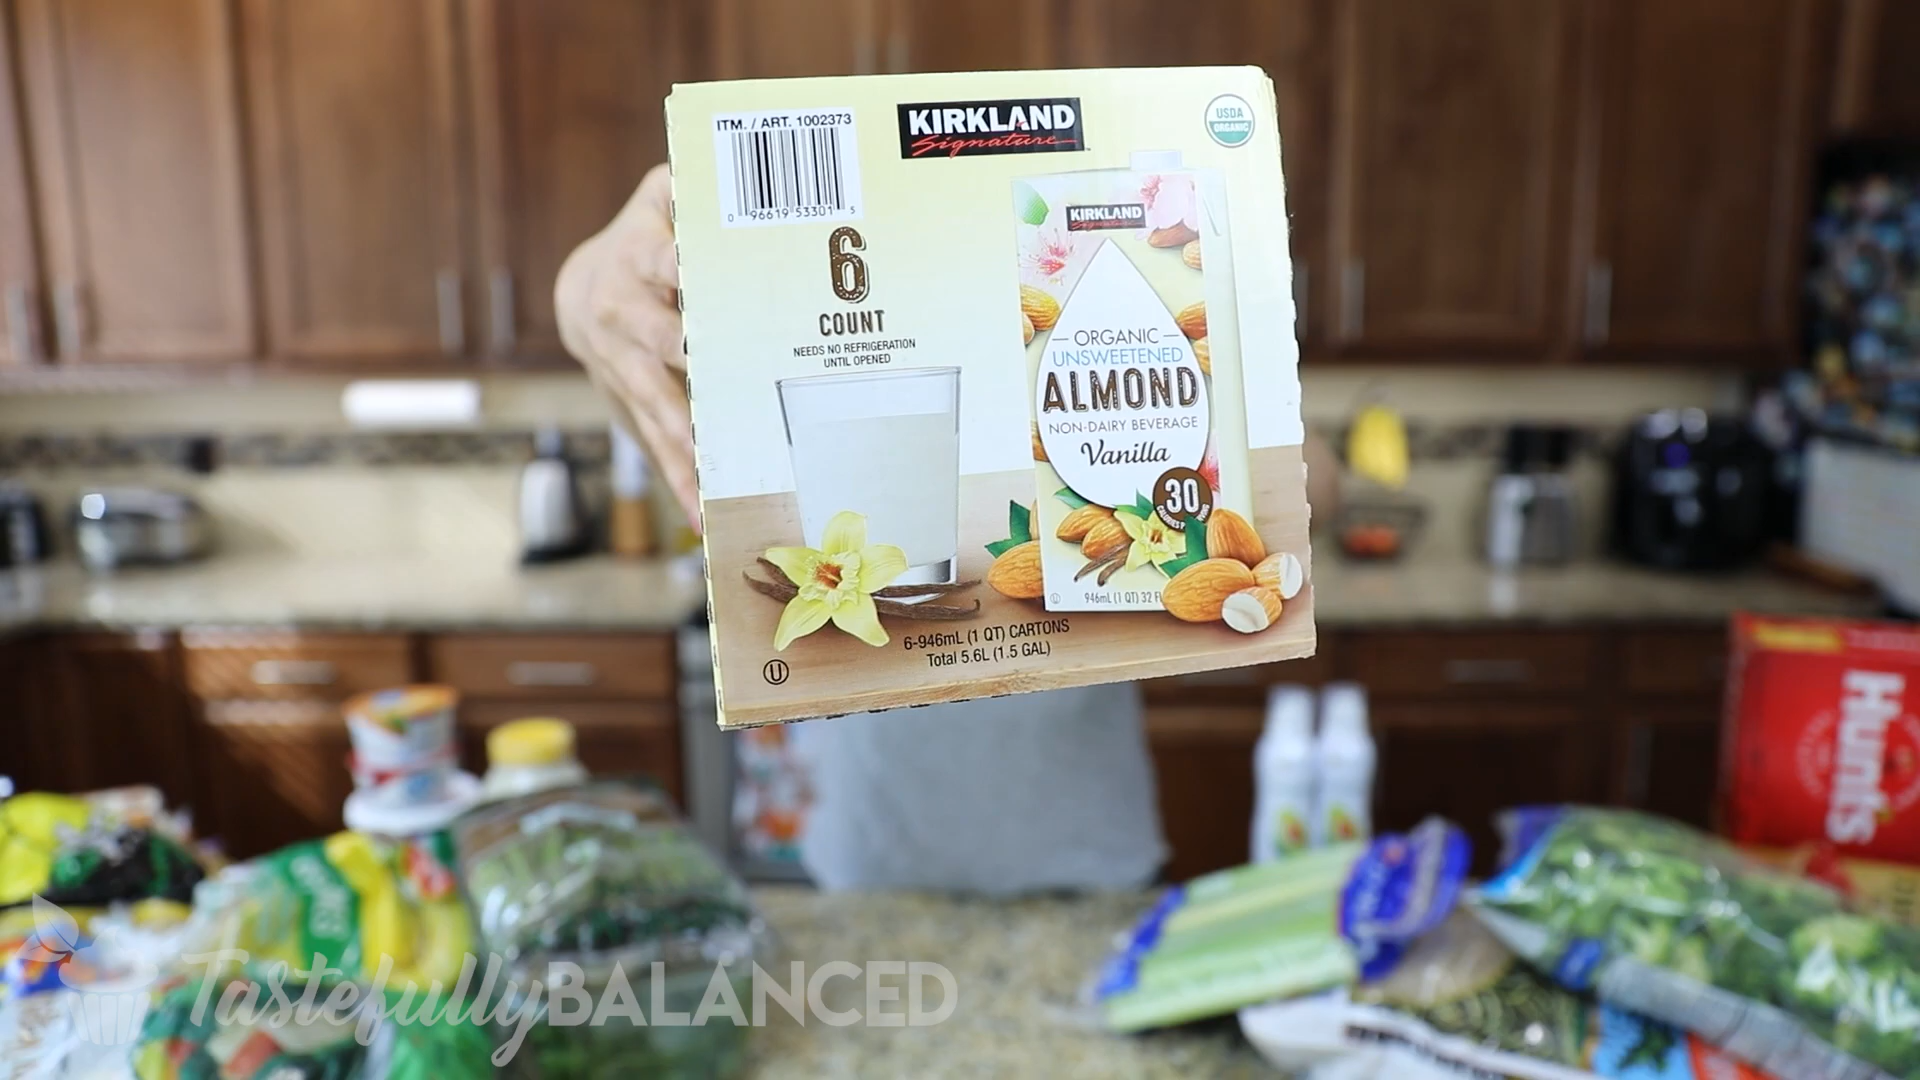 ITM. / ART. 1002373
0 96619 53301 5
KIRKLAND
Signature
USDA
ORGANIC
6
COUNT
NEEDS NO REFRIGERATION
UNTIL OPENED
KIRKLAND
Signature
ORGANIC
UNSWEETENED
ALMOND
NON-DAIRY BEVERAGE
Vanilla
30
CALORIES
946mL (1 QT) 32
6-946mL (1 QT) CARTONS
Total 5.6L (1.5 GAL)
U
Hunt's
TastefullyBALANCED